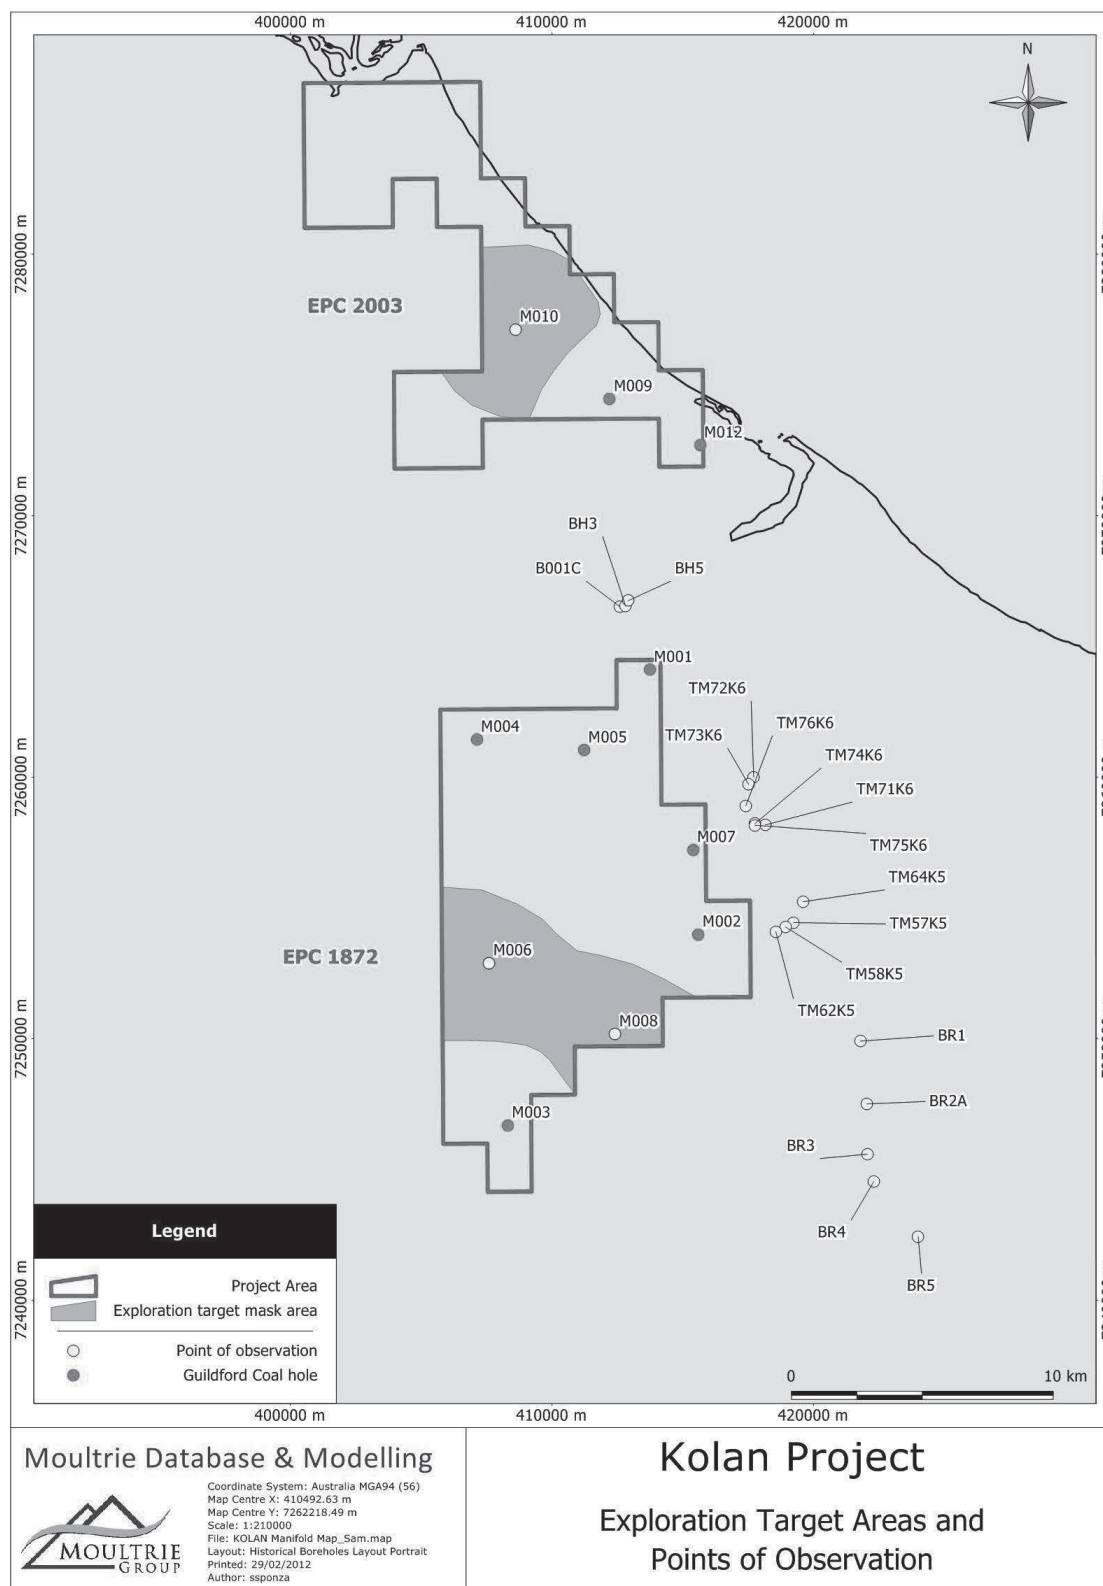 400000 m
410000 m
420000 m
N
7280000 m
EPC 2003
M010
M009
M012
7270000 m
BH3
B001C
BH5
M001
TM72K6
M004
TM76K6
M005
TM73K6
TM74K6
7260000 m
TM71K6
M007
TM75K6
TM64K5
M002
TM57K5
M006
EPC 1872
TM58K5
TM62K5
M008
7250000 m
BR1
BR2A
M003
BR3
BR4
BR5
7240000 m
Legend
Project Area
Exploration target mask area
Point of observation
Guildford Coal hole
0
10 km
400000 m
410000 m
420000 m
Moultrie Database & Modelling
Coordinate System: Australia MGA94 (56)
Map Centre X: 410492.63 m
Map Centre Y: 7262218.49 m
Scale: 1:210000
File: KOLAN Manifold Map_Sam.map
Layout: Historical Boreholes Layout Portrait
Printed: 29/02/2012
Author: ssponza
MOULTRIE
GROUP
Kolan Project
Exploration Target Areas and
Points of Observation